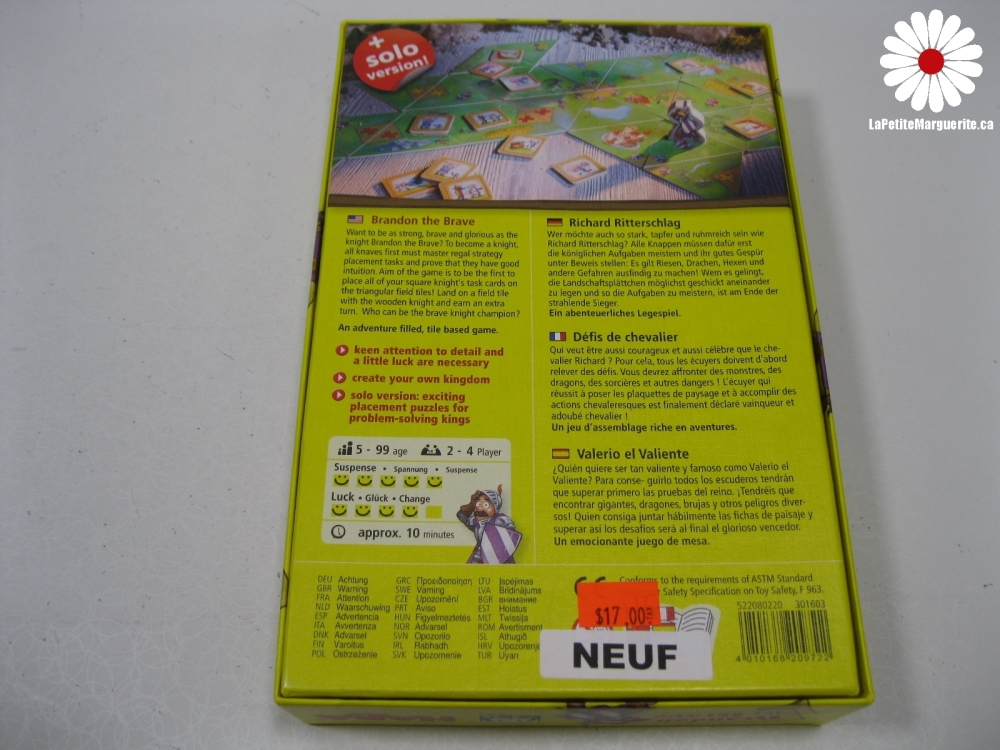 LaPetiteMarguerite.ca
+
solo
version!
Brandon the Brave
Want to be as strong, brave and glorious as the
knight Brandon the Brave? To become a knight,
all knaves first must master regal strategy
placement tasks and prove that they have good
intuition. Aim of the game is to be the first to
place all of your square knight's task cards on
the triangular field tiles! Land on a field tile
with the wooden knight and earn an extra
turn. Who can be the brave knight champion?
An adventure filled, tile based game.
keen attention to detail and
a little luck are necessary
create your own kingdom
solo version: exciting
placement puzzles for
problem-solving kings
5 - 99 age 2 - 4 Player
Suspense • Spannung • Suspense
Luck • Glück • Change
approx. 10 minutes
Richard Ritterschlag
Wer möchte auch so stark, tapfer und ruhmreich sein wie
Richard Ritterschlag? Alle Knappen müssen dafür erst
die königlichen Aufgaben meistern und ihr gutes Gespür
unter Beweis stellen: Es gilt Riesen, Drachen, Hexen und
andere Gefahren ausfindig zu machen! Wem es gelingt,
die Landschaftsplättchen möglichst geschickt aneinander
zu legen und so die Aufgaben zu meistern, ist am Ende der
strahlende Sieger.
Ein abenteuerliches Legespiel.
Défis de chevalier
Qui veut être aussi courageux et aussi célèbre que le che-
valier Richard ? Pour cela, tous les écuyers doivent d'abord
relever des défis. Vous devrez affronter des monstres, des
dragons, des sorcières et autres dangers ! L'écuyer qui
réussit à poser les plaquettes de paysage et à accomplir des
actions chevaleresques est finalement déclaré vainqueur et
adoubé chevalier !
Un jeu d'assemblage riche en aventures.
Valerio el Valiente
¿Quién quiere ser tan valiente y famoso como Valerio el
Valiente? Para conse- guirlo todos los escuderos tendrán
que superar primero las pruebas del reino. ¡Tendréis que
encontrar gigantes, dragones, brujas y otros peligros diver-
sos! Quien consiga juntar hábilmente las fichas de paisaje y
superar así los desafíos será al final el glorioso vencedor.
Un emocionante juego de mesa.
DEU Achtung GRC Προειδοποίηση LTU Įspėjimas
GBR Warning SWE Varning LVA Brīdinājums
FRA Attention CZE Upozornění BGR внимание
NLD Waarschuwing PRT Aviso EST Hoiatus
ESP Advertencia HUN Figyelmeztetés MLT Twissija
ITA Avvertenza NOR Advarsel ROM Avertisment
DNK Advarsel SVN Opozorilo ISL Athugið
FIN Varoitus IRL Rabhadh HRV
POL Ostrzeżenie SVK Upozornenie TUR Uyarı
CE Conforms to the requirements of ASTM Standard
Safety Specification on Toy Safety, F 963.
$17.00
NEUF
522080220 301603
4 010168 209722